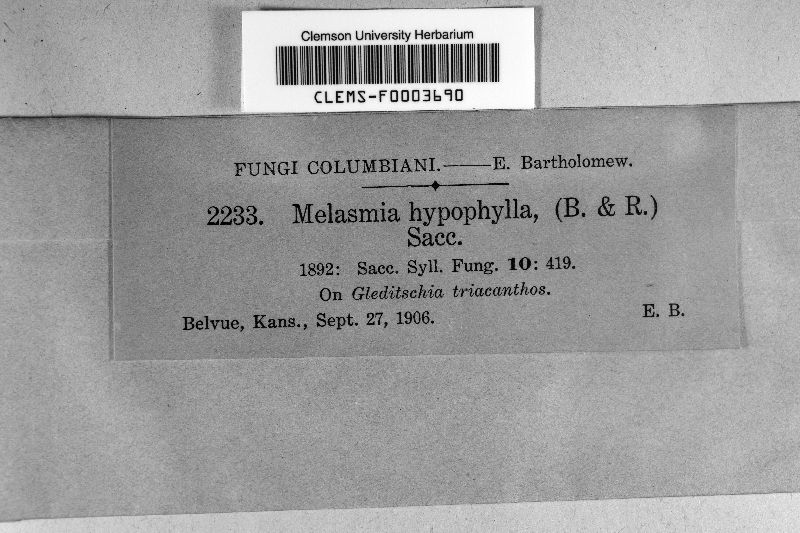 Clemson University Herbarium
CLEMS-F0003690
FUNGI COLUMBIANI.——E. Bartholomew.
2233. Melasmia hypophylla, (B. & R.)
Sacc.
1892: Sacc. Syll. Fung. 10: 419.
On Gleditschia triacanthos.
Belvue, Kans., Sept. 27, 1906. E. B.